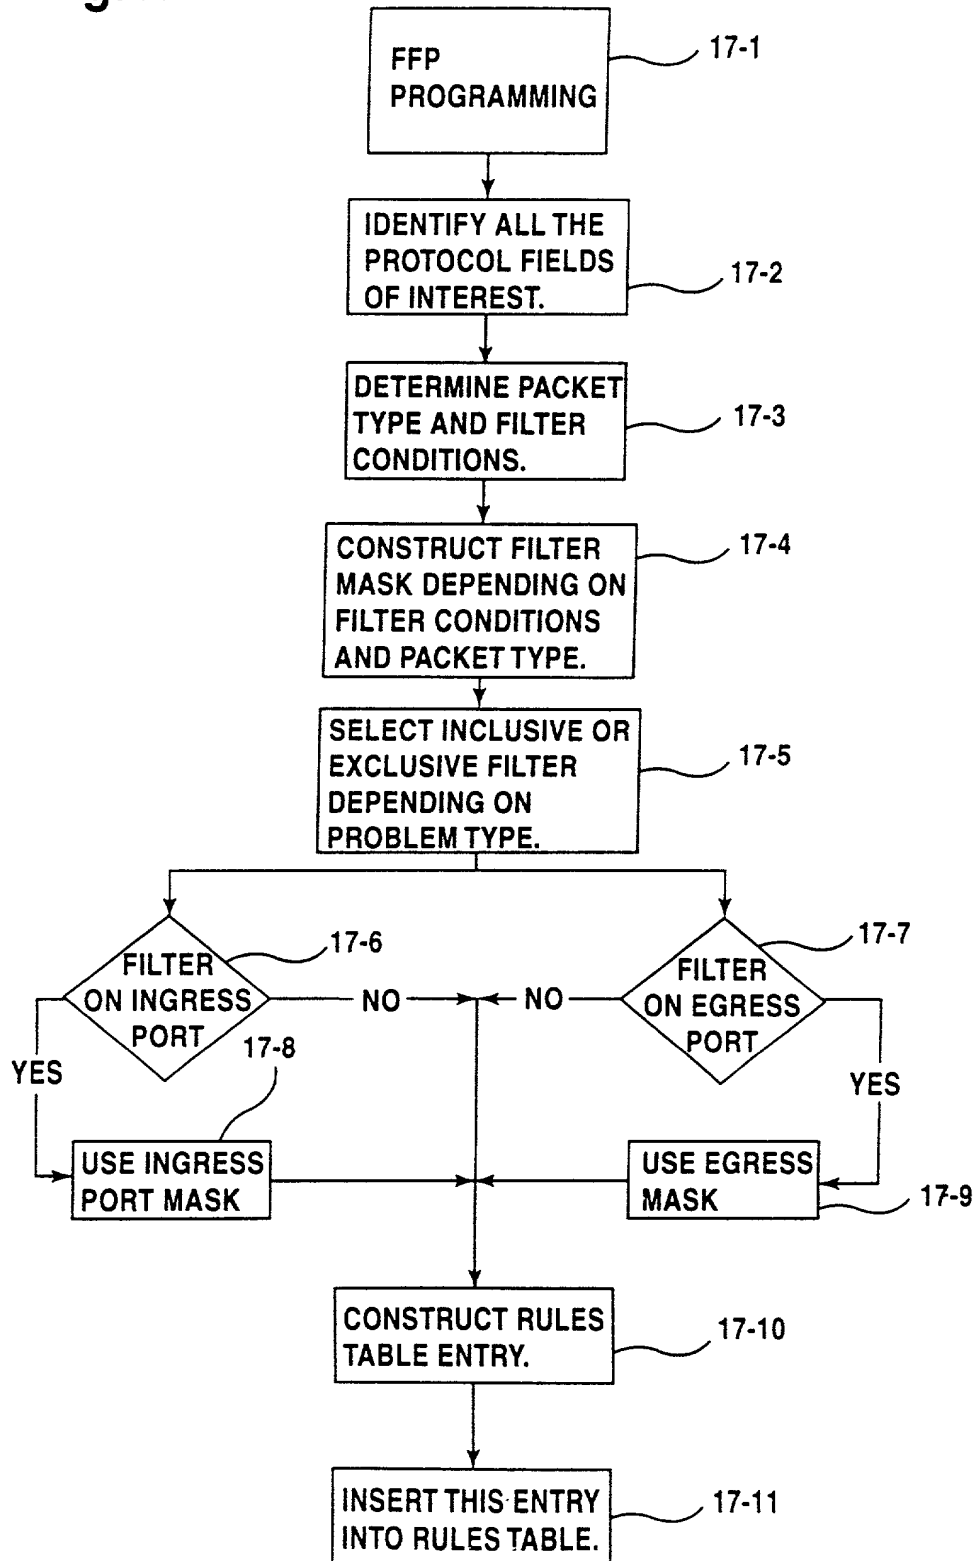 FFP
PROGRAMMING
17-1
IDENTIFY ALL THE
PROTOCOL FIELDS
OF INTEREST.
17-2
DETERMINE PACKET
TYPE AND FILTER
CONDITIONS.
17-3
CONSTRUCT FILTER
MASK DEPENDING ON
FILTER CONDITIONS
AND PACKET TYPE.
17-4
SELECT INCLUSIVE OR
EXCLUSIVE FILTER
DEPENDING ON
PROBLEM TYPE.
17-5
FILTER
ON INGRESS
PORT
17-6
NO
NO
FILTER
ON EGRESS
PORT
17-7
YES
17-8
YES
USE INGRESS
PORT MASK
USE EGRESS
MASK
17-9
CONSTRUCT RULES
TABLE ENTRY.
17-10
INSERT THIS ENTRY
INTO RULES TABLE.
17-11